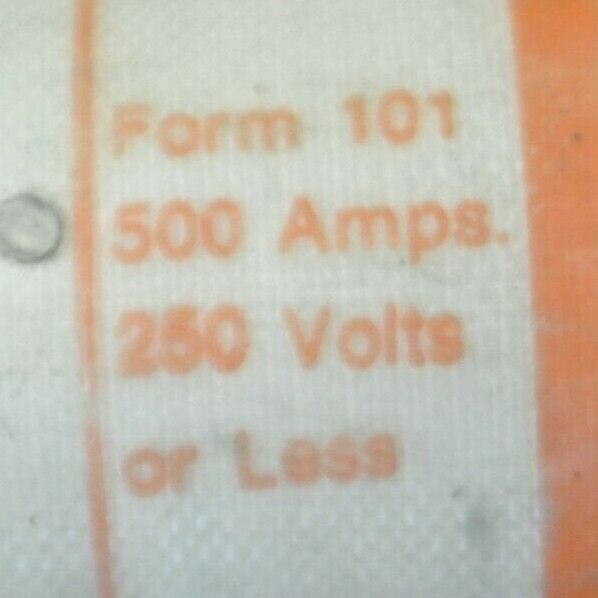 Form 101
500 Amps.
250 Volts
or Less